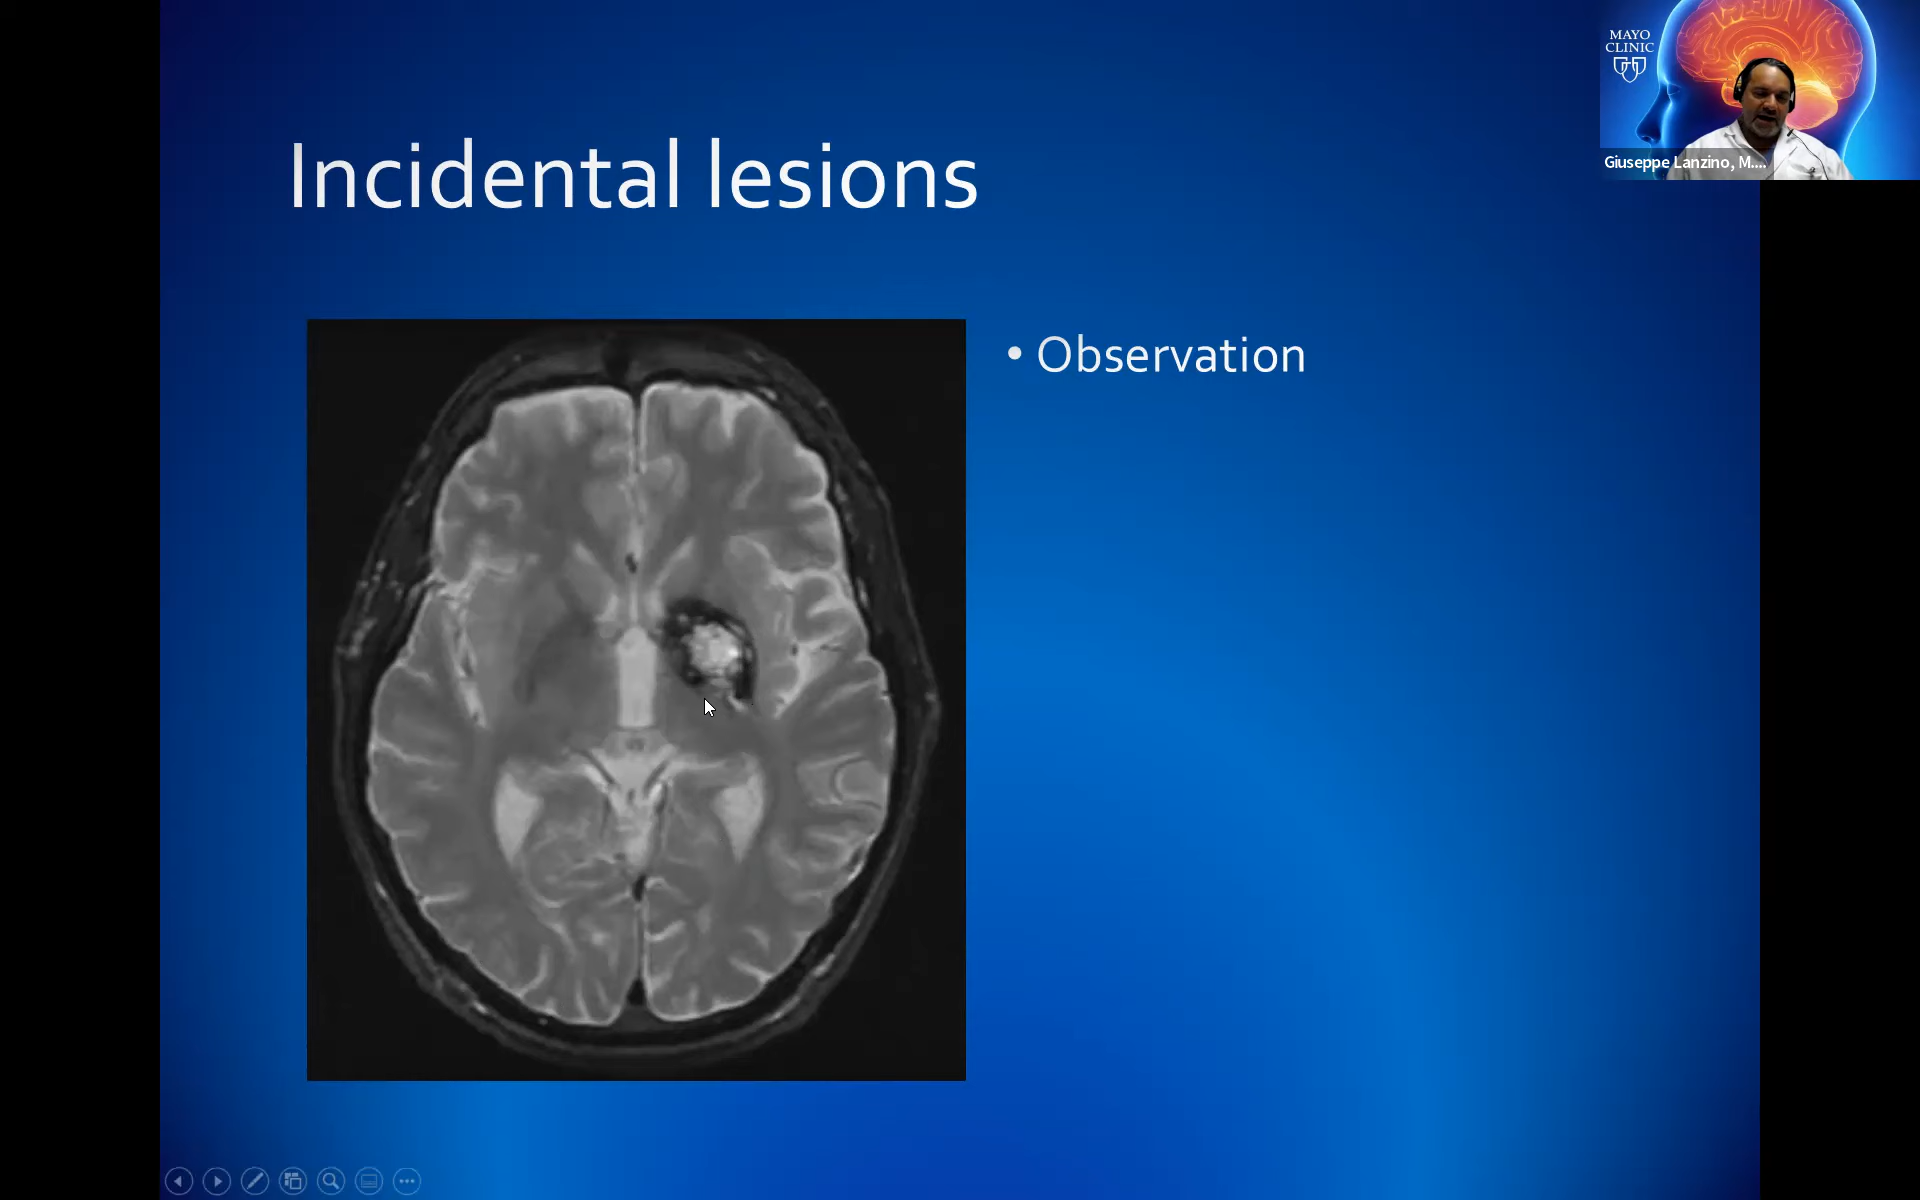 Incidental lesions
• Observation
MAYO
CLINIC
Giuseppe Lanzino, M....